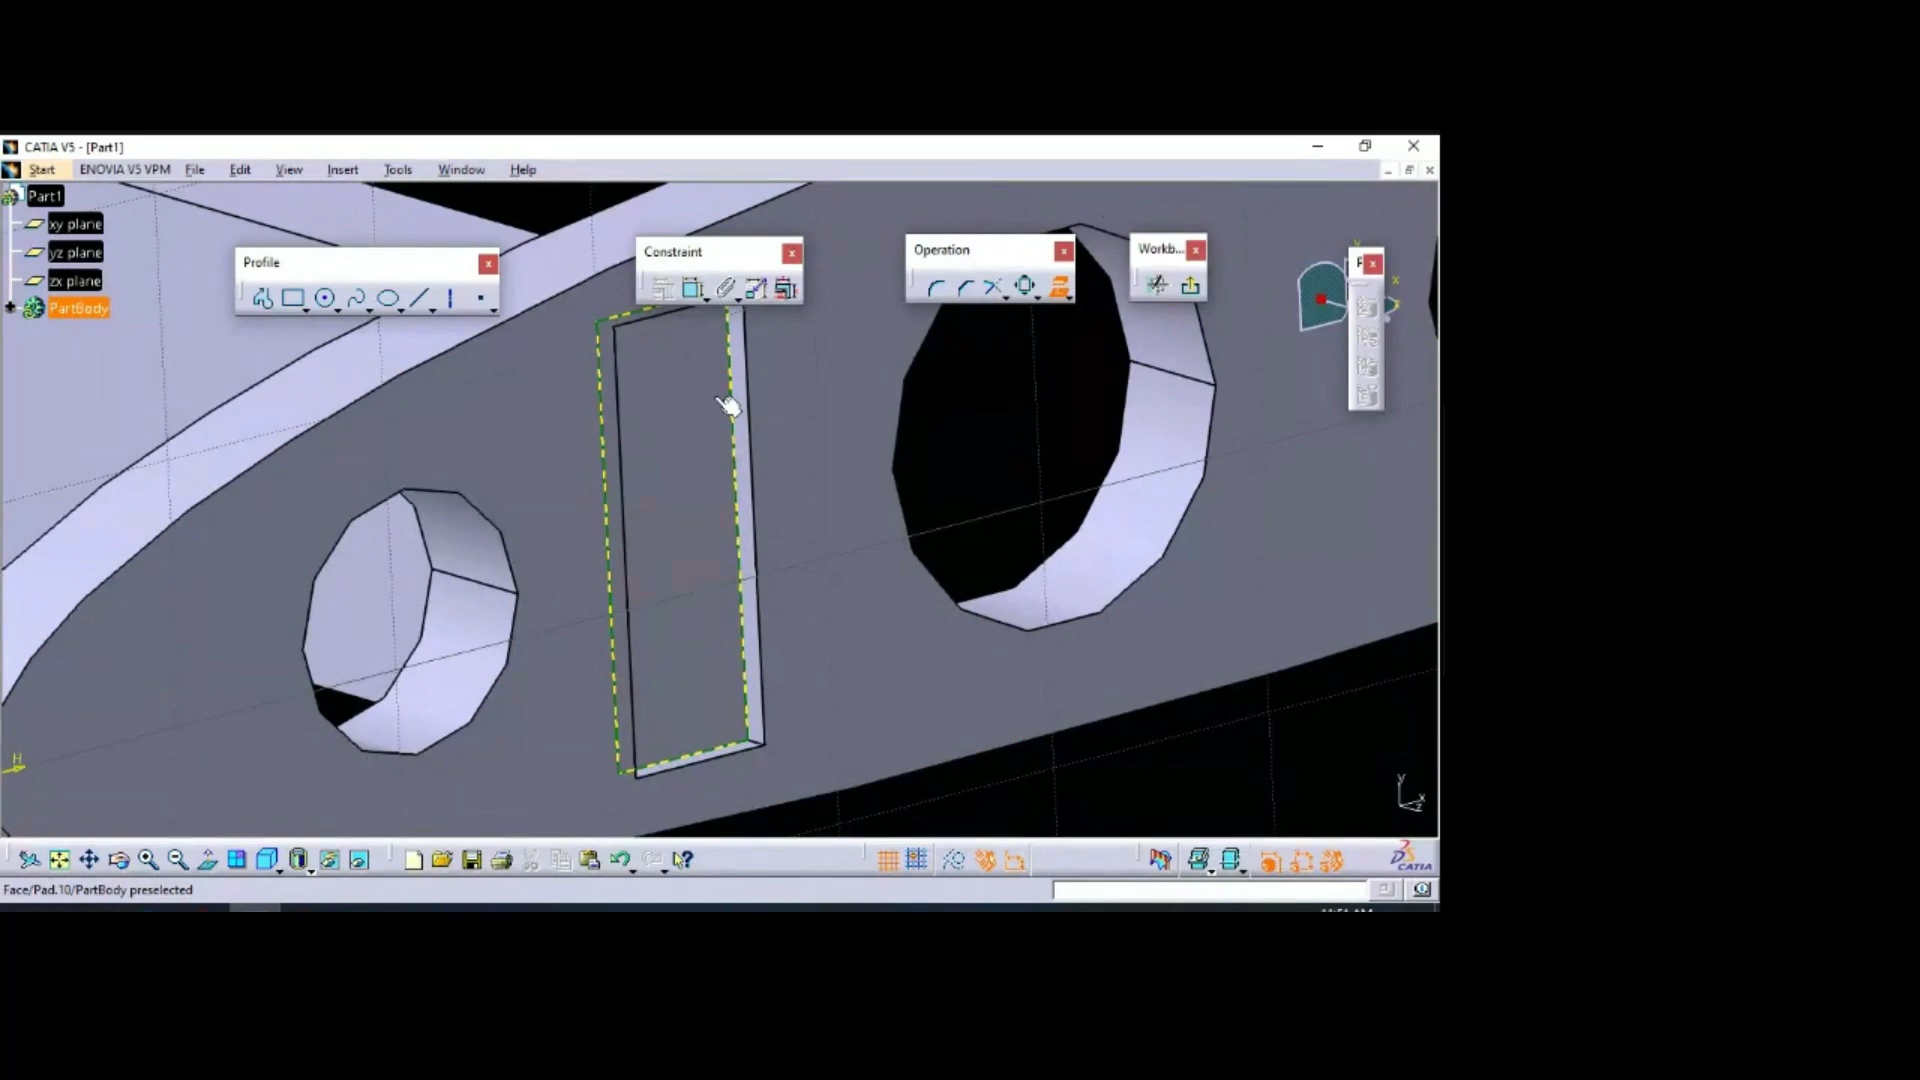 CATIA V5 - [Part1]
Start ENOVIA V5 VPM File Edit View Insert Tools Window Help
Part1
xy plane
yz plane
zx plane
PartBody
Profile
Constraint
Operation
Workb...
P
x
H
y
x
z
CATIA
Face/Pad.10/PartBody preselected